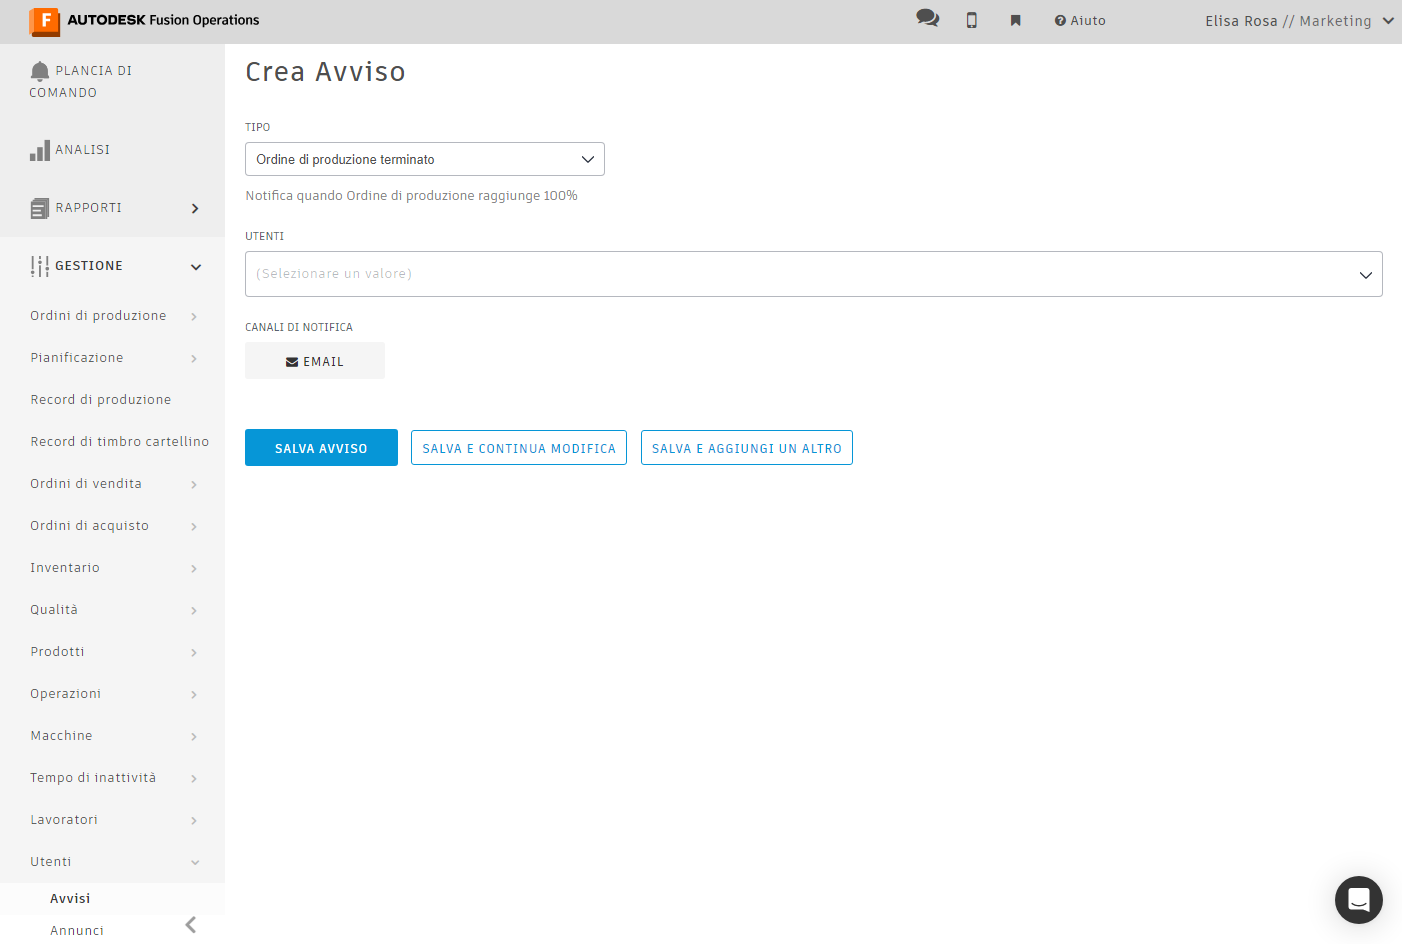 AUTODESK Fusion Operations
Aiuto
Elisa Rosa // Marketing
PLANCIA DI
COMANDO
ANALISI
RAPPORTI
GESTIONE
Ordini di produzione
Pianificazione
Record di produzione
Record di timbro cartellino
Ordini di vendita
Ordini di acquisto
Inventario
Qualità
Prodotti
Operazioni
Macchine
Tempo di inattività
Lavoratori
Utenti
Avvisi
Annunci
Crea Avviso
TIPO
Ordine di produzione terminato
Notifica quando Ordine di produzione raggiunge 100%
UTENTI
(Selezionare un valore)
CANALI DI NOTIFICA
EMAIL
SALVA AVVISO
SALVA E CONTINUA MODIFICA
SALVA E AGGIUNGI UN ALTRO